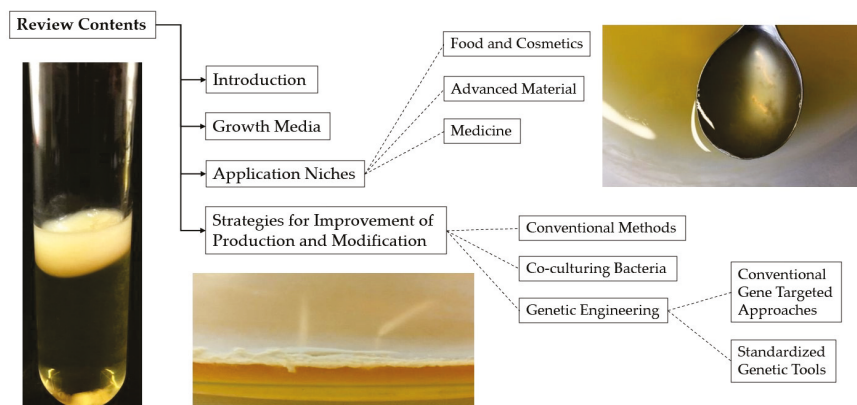 Review Contents
Introduction
Growth Media
Application Niches
Food and Cosmetics
Advanced Material
Medicine
Strategies for Improvement of
Production and Modification
Conventional Methods
Co-culturing Bacteria
Genetic Engineering
Conventional
Gene Targeted
Approaches
Standardized
Genetic Tools